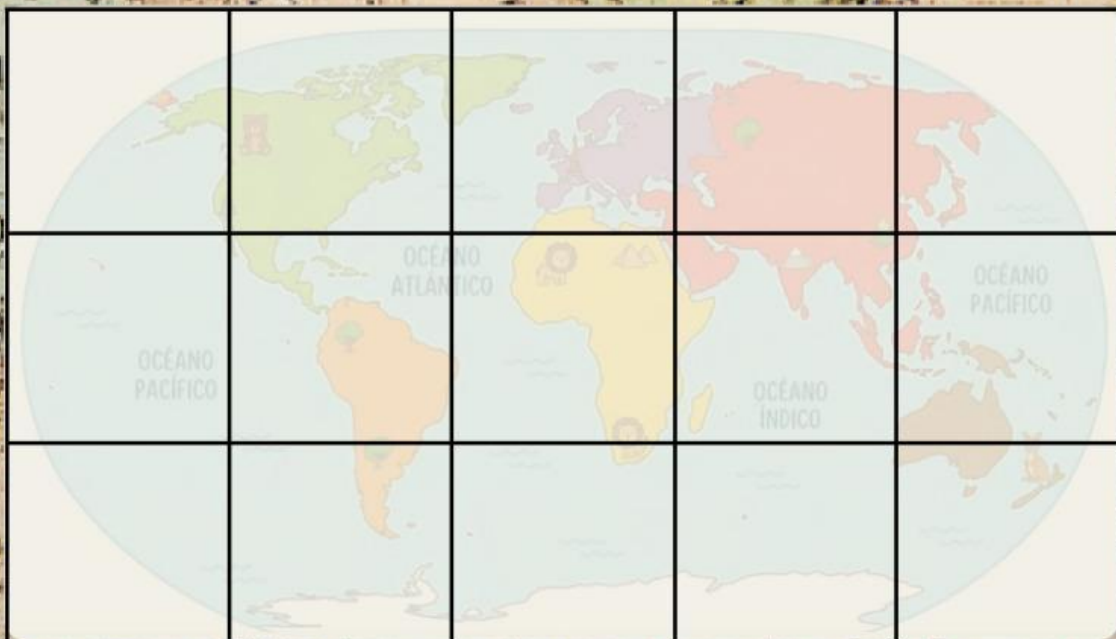 OCÉANO
ATLÁNTICO
OCÉANO
PACÍFICO
OCÉANO
PACÍFICO
OCÉANO
ÍNDICO